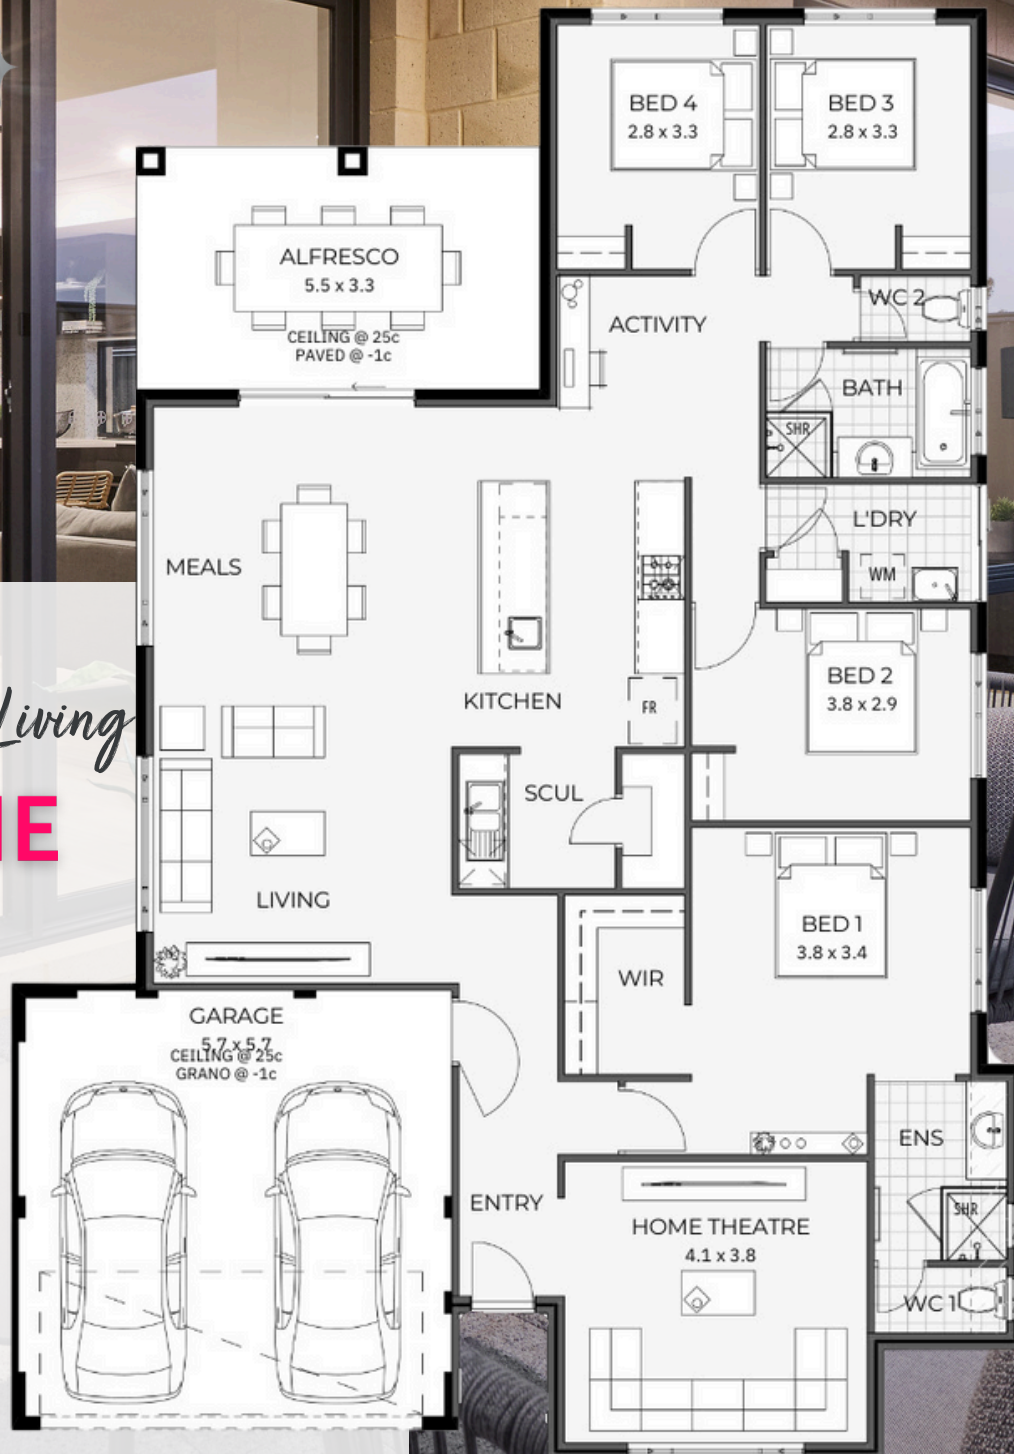 BED 4
2.8 x 3.3
BED 3
2.8 x 3.3
ALFRESCO
5.5 x 3.3
CEILING @ 25c
PAVED @ -1c
ACTIVITY
WC 2
BATH
SHR
L'DRY
WM
MEALS
KITCHEN
FR
BED 2
3.8 x 2.9
Living
SCUL
LIVING
BED 1
3.8 x 3.4
WIR
GARAGE
5.7 x 5.7
CEILING @ 25c
GRANO @ -1c
ENS
SHR
ENTRY
HOME THEATRE
4.1 x 3.8
WC 1